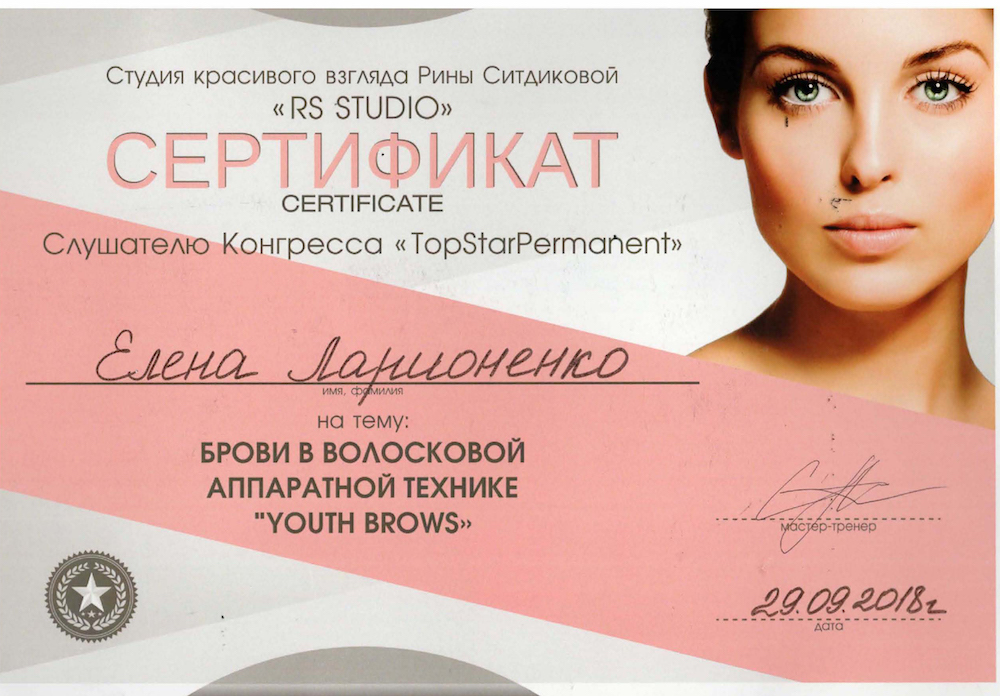 Студия красивого взгляда Рины Ситдиковой
«RS STUDIO»
СЕРТИФИКАТ
CERTIFICATE
Слушателю Конгресса «TopStarPermanent»
Елена Ларионенко
имя, фамилия
на тему:
БРОВИ В ВОЛОСКОВОЙ
АППАРАТНОЙ ТЕХНИКЕ
"YOUTH BROWS»
мастер-тренер
29.09.2018г
дата